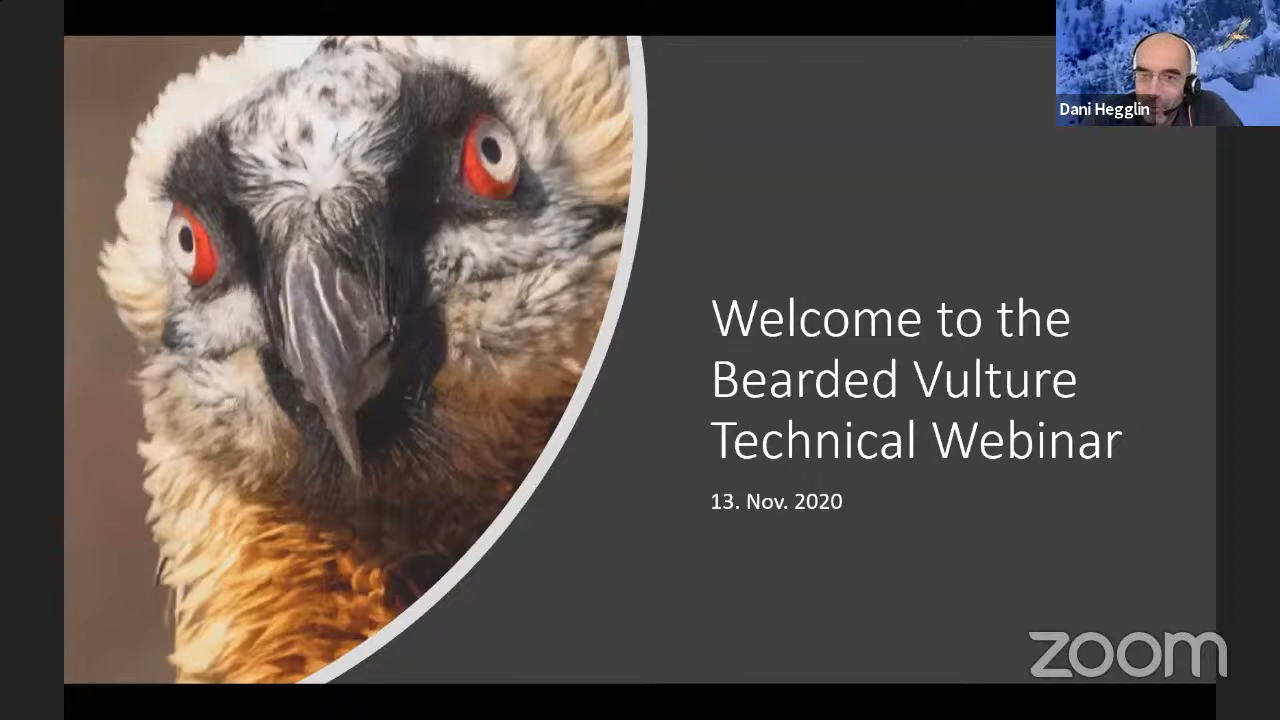 Dani Hegglin
Welcome to the
Bearded Vulture
Technical Webinar
13. Nov. 2020
zoom